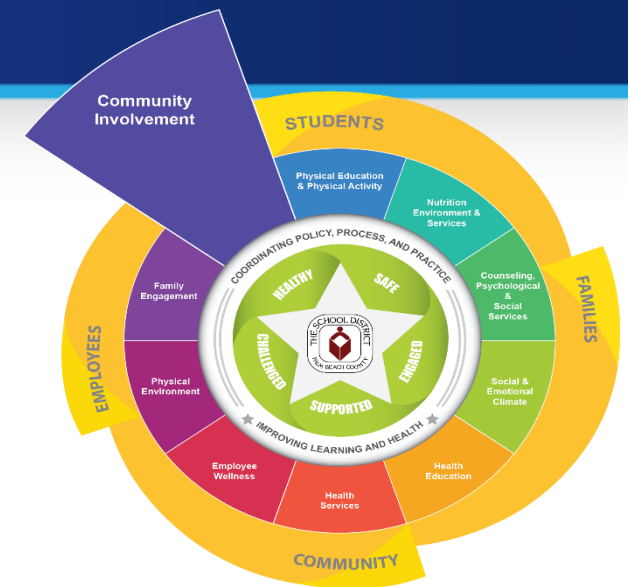 Community
Involvement
STUDENTS
Physical Education
& Physical Activity
Nutrition
Environment &
Services
Counseling,
Psychological
&
Social
Services
FAMILIES
Social &
Emotional
Climate
Health
Education
Health
Services
COMMUNITY
Employee
Wellness
Physical
Environment
EMPLOYEES
Family
Engagement
COORDINATING POLICY, PROCESS, AND PRACTICE
IMPROVING LEARNING AND HEALTH
HEALTHY
SAFE
ENGAGED
SUPPORTED
CHALLENGED
THE SCHOOL DISTRICT
PALM BEACH COUNTY